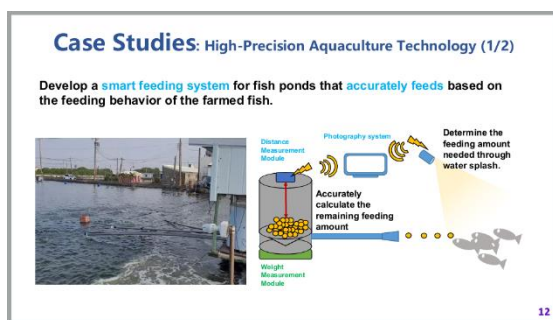 Case Studies: High-Precision Aquaculture Technology (1/2)
Develop a smart feeding system for fish ponds that accurately feeds based on
the feeding behavior of the farmed fish.
Distance
Measurement
Module
Photography system
Determine the
feeding amount
needed through
water splash.
Accurately
calculate the
remaining feeding
amount
Weight
Measurement
Module
12